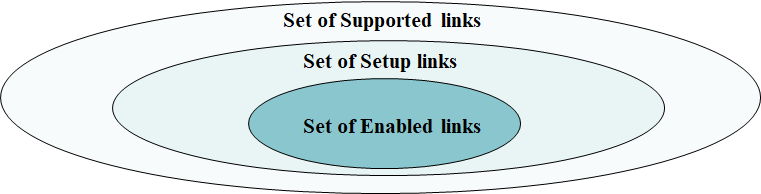 Set of Supported links
Set of Setup links
Set of Enabled links